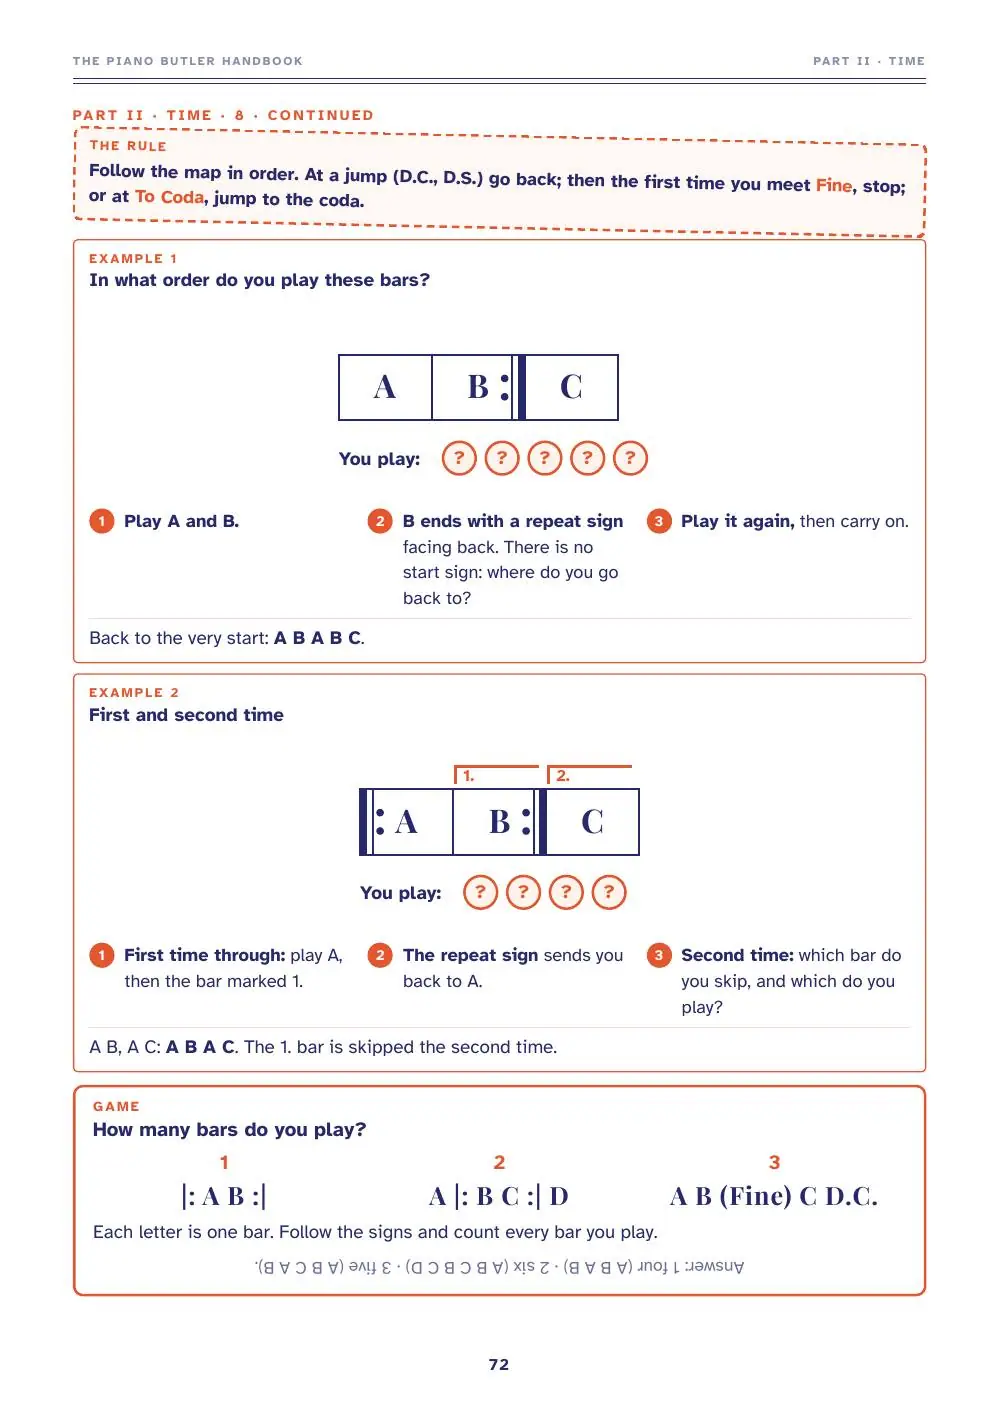 THE PIANO BUTLER HANDBOOK
PART II · TIME
PART II · TIME · 8 · CONTINUED
THE RULE
Follow the map in order. At a jump (D.C., D.S.) go back; then the first time you meet Fine, stop;
or at To Coda, jump to the coda.
EXAMPLE 1
In what order do you play these bars?
A B : C
You play: ? ? ? ? ?
1 Play A and B.
2 B ends with a repeat sign
facing back. There is no
start sign: where do you go
back to?
3 Play it again, then carry on.
Back to the very start: A B A B C.
EXAMPLE 2
First and second time
1. 2.
: A B : C
You play: ? ? ? ?
1 First time through: play A,
then the bar marked 1.
2 The repeat sign sends you
back to A.
3 Second time: which bar do
you skip, and which do you
play?
A B, A C: A B A C. The 1. bar is skipped the second time.
GAME
How many bars do you play?
1
|: A B :|
2
A |: B C :| D
3
A B (Fine) C D.C.
Each letter is one bar. Follow the signs and count every bar you play.
Answer: 1 four (A B A B) · 2 six (A B C B C D) · 3 five (A B C A B).
72